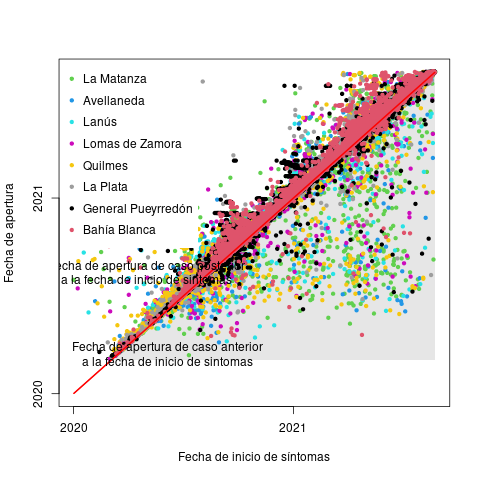 La Matanza
Avellaneda
Lanús
Lomas de Zamora
Quilmes
La Plata
General Pueyrredón
Bahía Blanca
echa de apertura de caso posterior
a la fecha de inicio de síntomas
Fecha de apertura de caso anterior
a la fecha de inicio de síntomas
Fecha de apertura
2021
2020
2020
2021
Fecha de inicio de síntomas